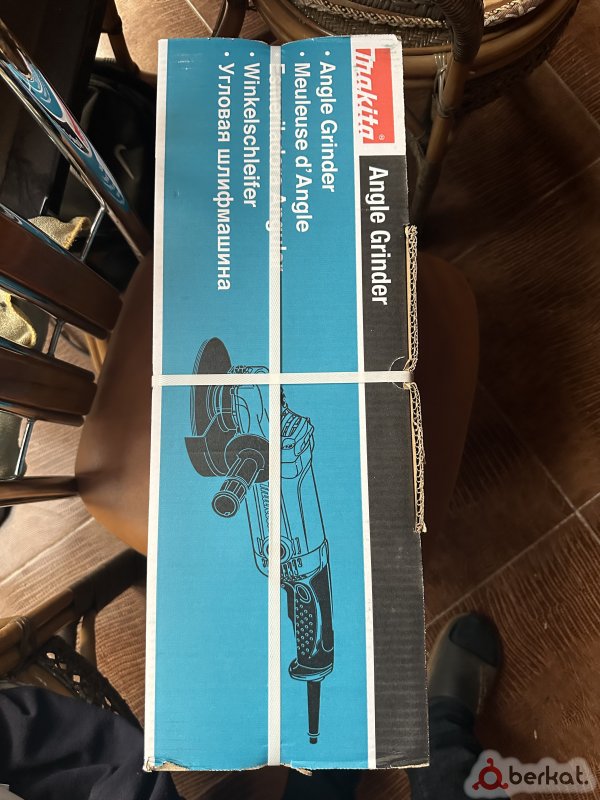 makita®
Angle Grinder
• Angle Grinder
• Meuleuse d'Angle
• Winkelschleifer
• Угловая шлифмашина
berkat.